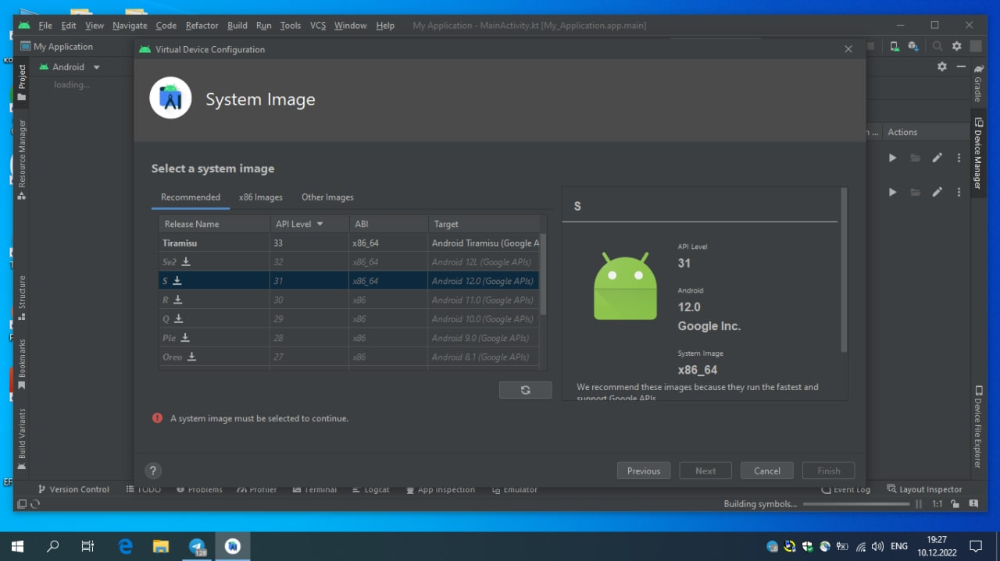 File Edit View Navigate Code Refactor Build Run Tools VCS Window Help My Application - MainActivity.kt [My_Application.app.main]
My Application
Virtual Device Configuration
Android
loading...
Project
Resource Manager
Structure
Bookmarks
Build Variants
System Image
Select a system image
Recommended x86 Images Other Images
Release Name API Level ABI Target
Tiramisu 33 x86_64 Android Tiramisu (Google A
Sv2 32 x86_64 Android 12L (Google APIs)
S 31 x86_64 Android 12.0 (Google APIs)
R 30 x86 Android 11.0 (Google APIs)
Q 29 x86 Android 10.0 (Google APIs)
Pie 28 x86 Android 9.0 (Google APIs)
Oreo 27 x86 Android 8.1 (Google APIs)
A system image must be selected to continue.
S
API Level
31
Android
12.0
Google Inc.
System Image
x86_64
We recommend these images because they run the fastest and
support Google APIs
? Previous Next Cancel Finish
n ... Actions
Gradle
Device Manager
Device File Explorer
Version Control TODO Problems Profiler Terminal Logcat App Inspection Emulator Event Log Layout Inspector
Building symbols... 1:1
128
ENG
19:27
10.12.2022